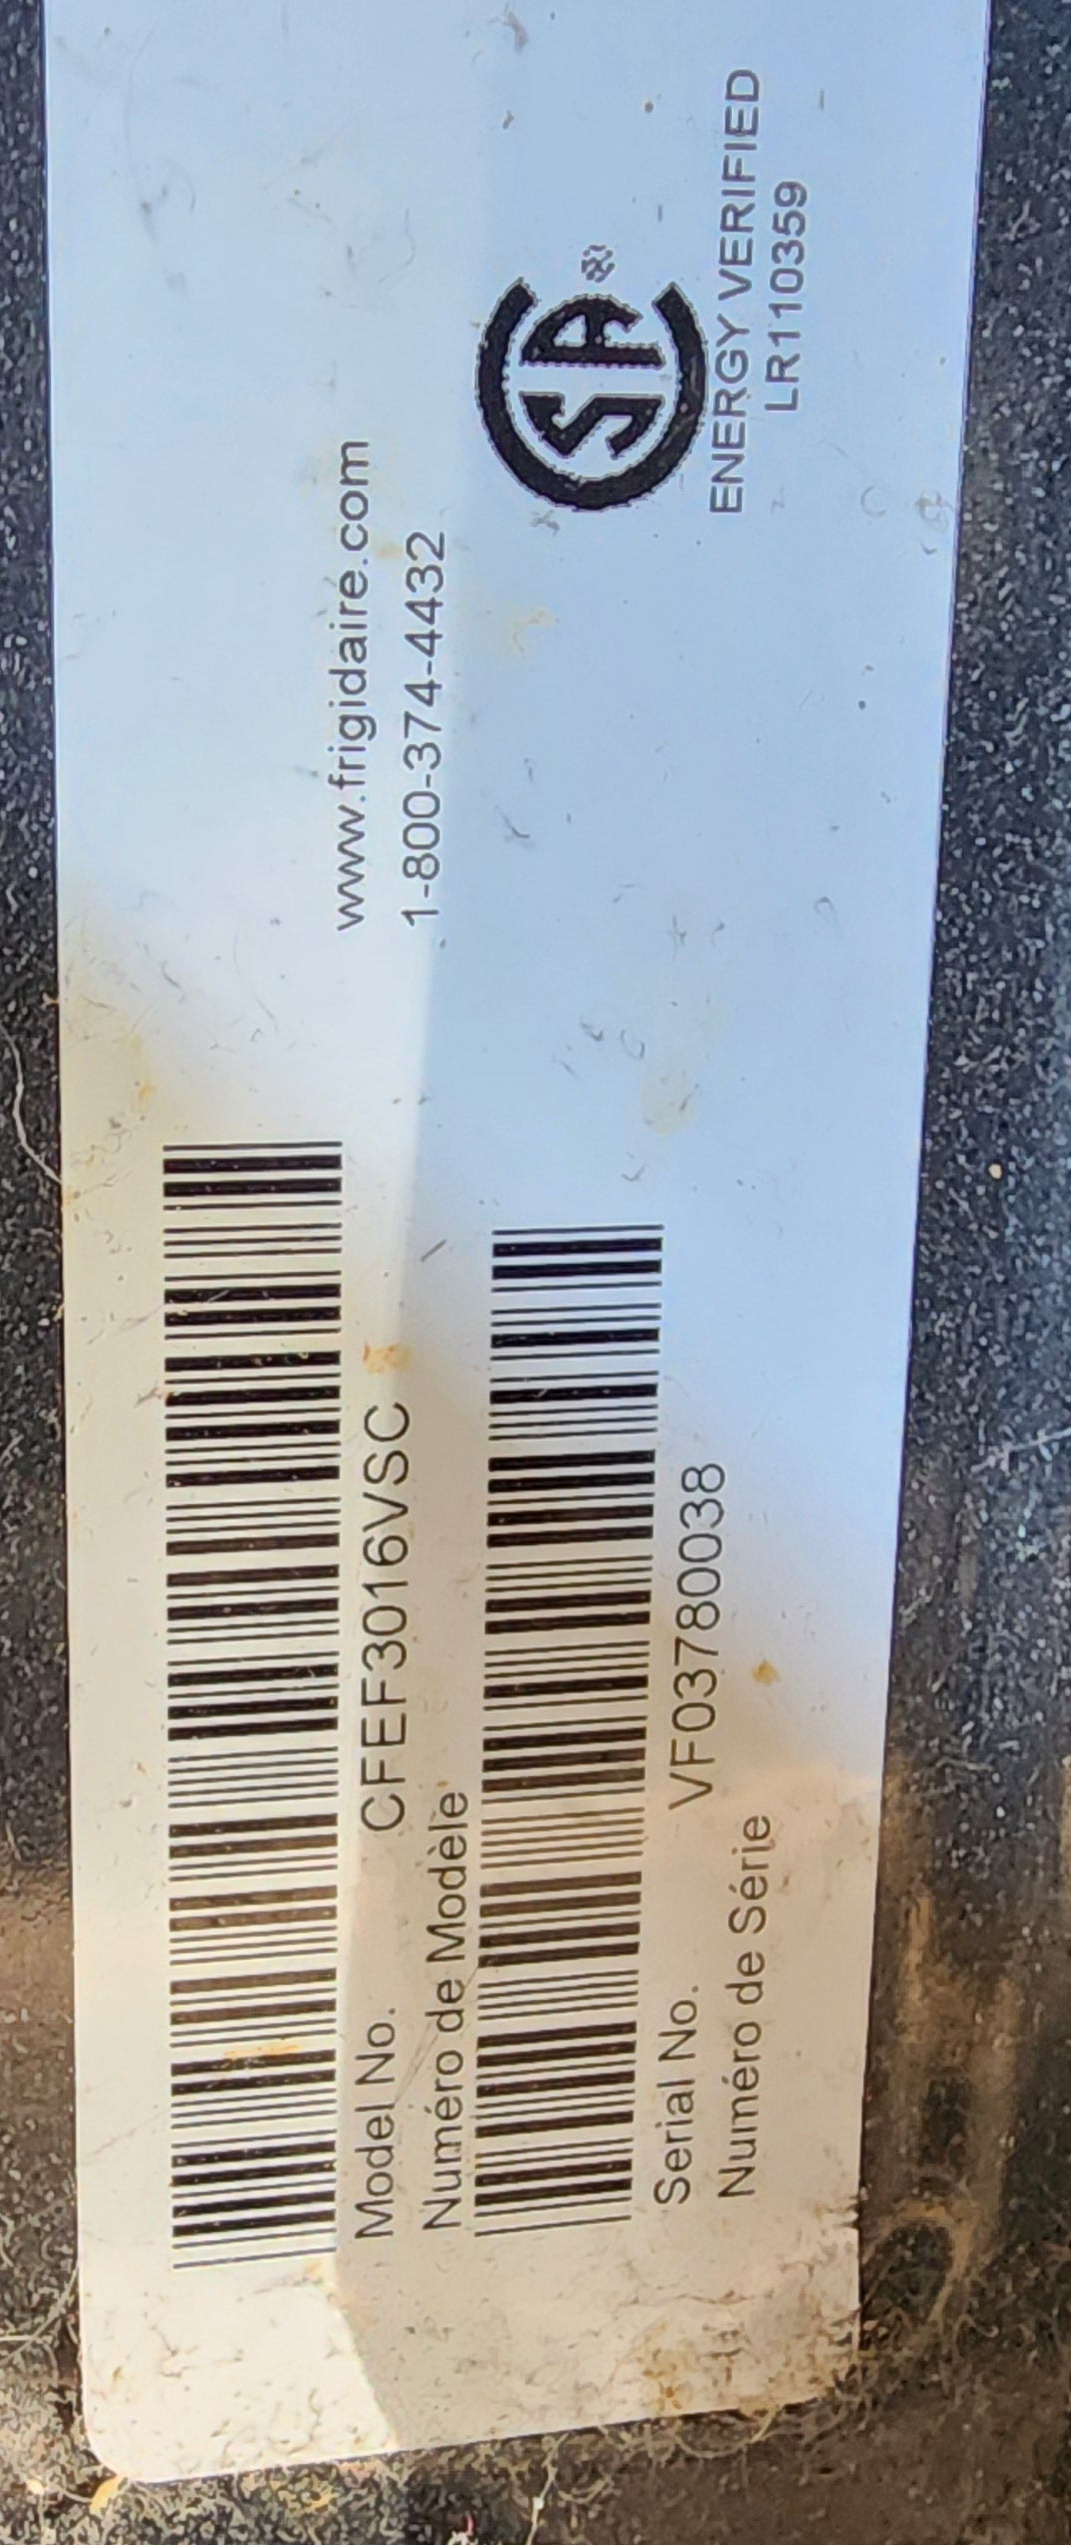 Model No. CFEF3016VSC
Numéro de Modèle
www.frigidaire.com
1-800-374-4432
Serial No. VF03780038
Numéro de Série
SA®
ENERGY VERIFIED
LR110359